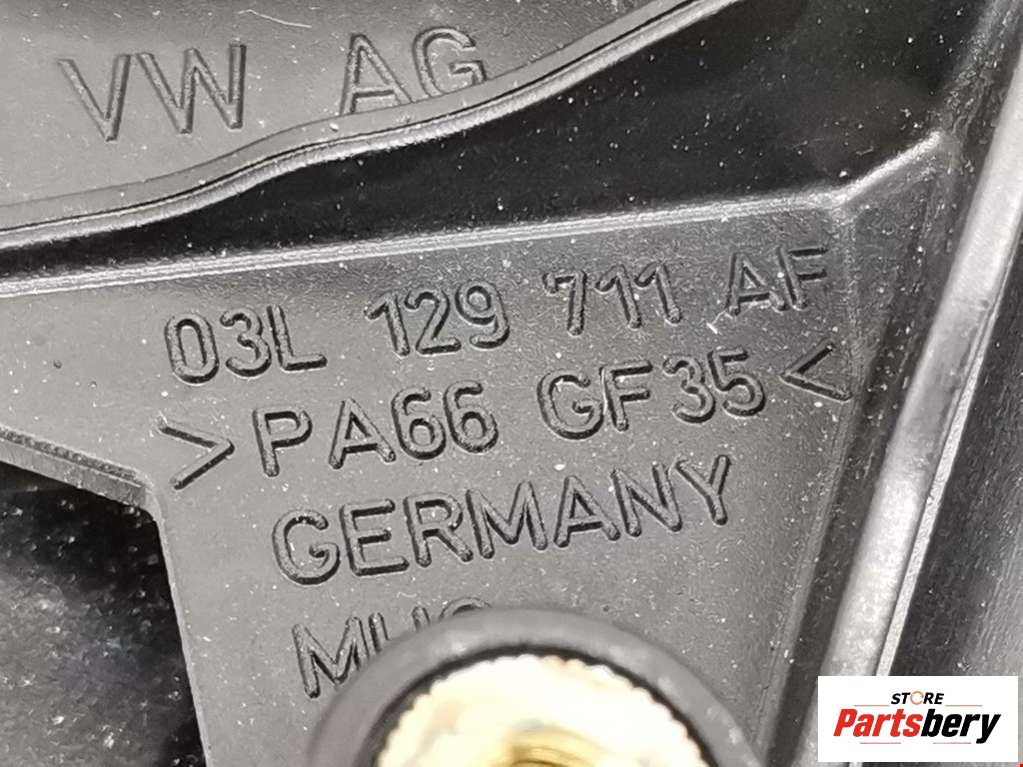 VW AG
03L 129 711 AF
>PA66 GF35<
GERMANY
STORE
Partsbery